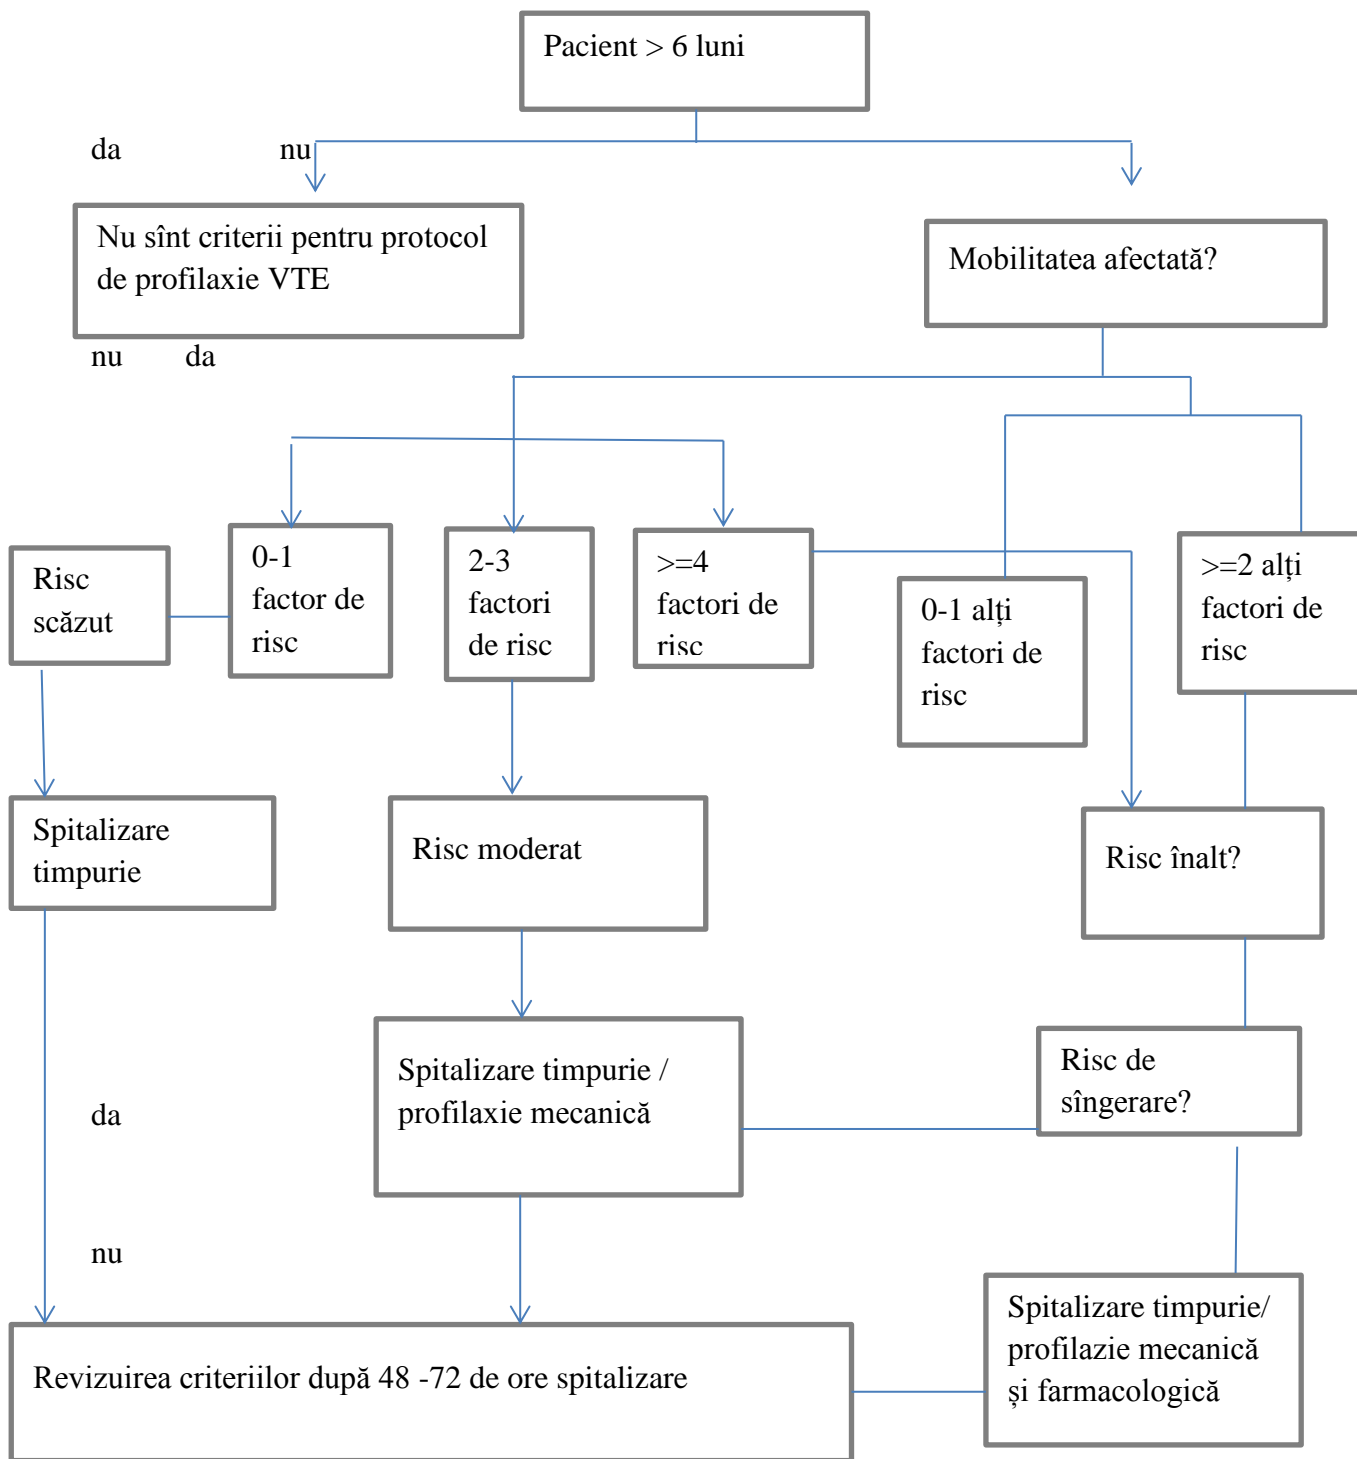 Pacient > 6 luni
da nu
Nu sînt criterii pentru protocol
de profilaxie VTE
Mobilitatea afectată?
nu da
Risc
scăzut
0-1
factor de
risc
2-3
factori
de risc
>=4
factori de
risc
0-1 alți
factori de
risc
>=2 alți
factori de
risc
Spitalizare
timpurie
Risc moderat
Risc înalt?
Spitalizare timpurie /
profilaxie mecanică
Risc de
sîngerare?
da
nu
Spitalizare timpurie/
profilazie mecanică
și farmacologică
Revizuirea criteriilor după 48 -72 de ore spitalizare